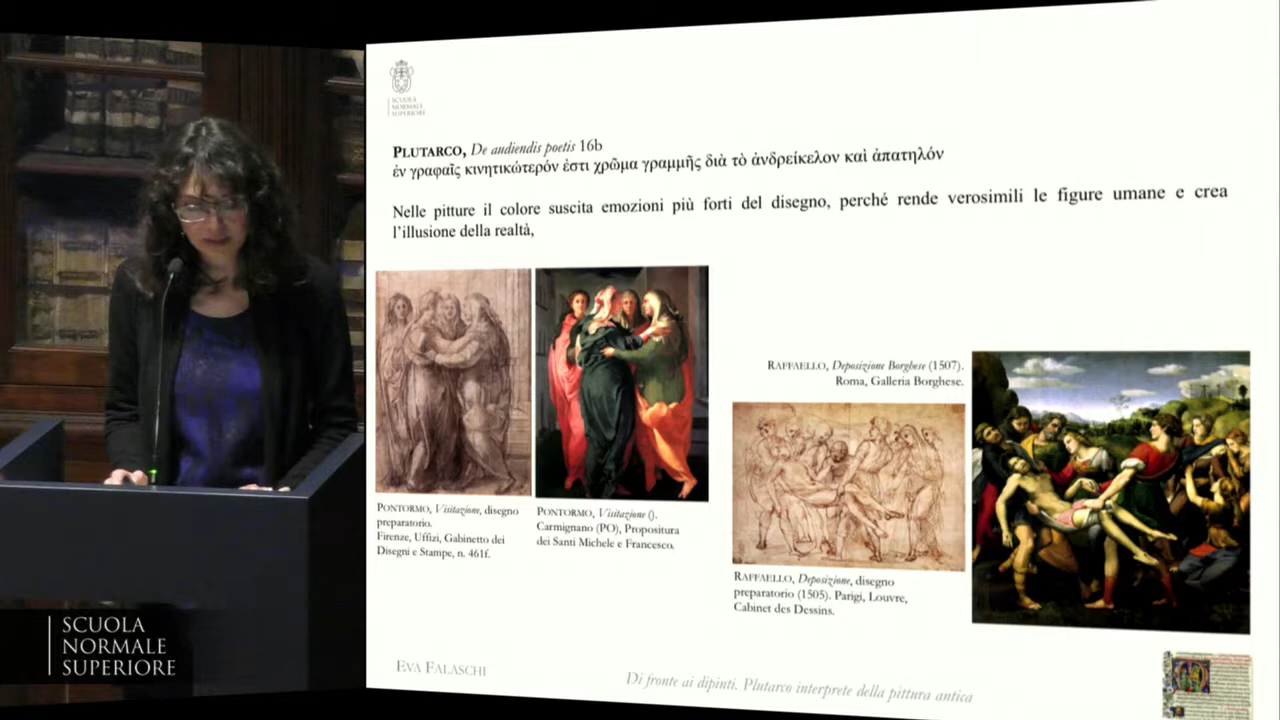 SCUOLA
NORMALE
SUPERIORE
PLUTARCO, De audiendis poetis 16b
ἐν γραφαῖς κινητικώτερόν ἐστι χρῶμα γραμμῆς διὰ τὸ ἀνδρείκελον καὶ ἀπατηλόν
Nelle pitture il colore suscita emozioni più forti del disegno, perché rende verosimili le figure umane e crea
l'illusione della realtà,
PONTORMO, Visitazione, disegno
preparatorio.
Firenze, Uffizi, Gabinetto dei
Disegni e Stampe, n. 461f.
PONTORMO, Visitazione ().
Carmignano (PO), Propositura
dei Santi Michele e Francesco.
RAFFAELLO, Deposizione Borghese (1507).
Roma, Galleria Borghese.
RAFFAELLO, Deposizione, disegno
preparatorio (1505). Parigi, Louvre,
Cabinet des Dessins.
EVA FALASCHI
Di fronte ai dipinti. Plutarco interprete della pittura antica
SCUOLA
NORMALE
SUPERIORE